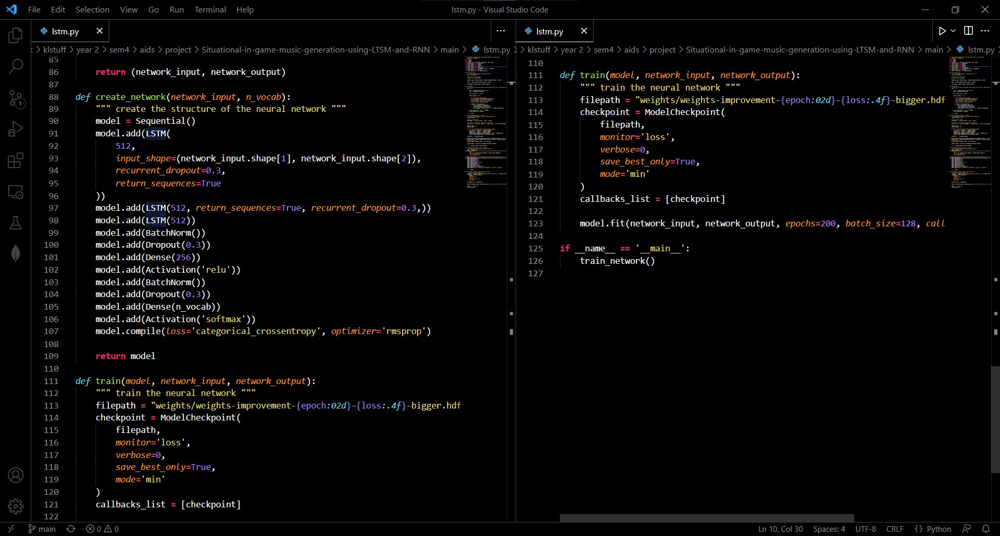 File Edit Selection View Go Run Terminal Help
lstm.py - Visual Studio Code
lstm.py
klstuff > year 2 > sem4 > aids > project > Situational-in-game-music-generation-using-LTSM-and-RNN > main > lstm.py
85
86 return (network_input, network_output)
87
88 def create_network(network_input, n_vocab):
89 """ create the structure of the neural network """
90 model = Sequential()
91 model.add(LSTM(
92 512,
93 input_shape=(network_input.shape[1], network_input.shape[2]),
94 recurrent_dropout=0.3,
95 return_sequences=True
96 ))
97 model.add(LSTM(512, return_sequences=True, recurrent_dropout=0.3,))
98 model.add(LSTM(512))
99 model.add(BatchNorm())
100 model.add(Dropout(0.3))
101 model.add(Dense(256))
102 model.add(Activation('relu'))
103 model.add(BatchNorm())
104 model.add(Dropout(0.3))
105 model.add(Dense(n_vocab))
106 model.add(Activation('softmax'))
107 model.compile(loss='categorical_crossentropy', optimizer='rmsprop')
108
109 return model
110
111 def train(model, network_input, network_output):
112 """ train the neural network """
113 filepath = "weights/weights-improvement-{epoch:02d}-{loss:.4f}-bigger.hdf
114 checkpoint = ModelCheckpoint(
115 filepath,
116 monitor='loss',
117 verbose=0,
118 save_best_only=True,
119 mode='min'
120 )
121 callbacks_list = [checkpoint]
122
lstm.py
klstuff > year 2 > sem4 > aids > project > Situational-in-game-music-generation-using-LTSM-and-RNN > main > lstm.py
110
111 def train(model, network_input, network_output):
112 """ train the neural network """
113 filepath = "weights/weights-improvement-{epoch:02d}-{loss:.4f}-bigger.hdf
114 checkpoint = ModelCheckpoint(
115 filepath,
116 monitor='loss',
117 verbose=0,
118 save_best_only=True,
119 mode='min'
120 )
121 callbacks_list = [checkpoint]
122
123 model.fit(network_input, network_output, epochs=200, batch_size=128, call
124
125 if __name__ == '__main__':
126 train_network()
127
1
main 0 0 Ln 10, Col 30 Spaces: 4 UTF-8 CRLF {} Python